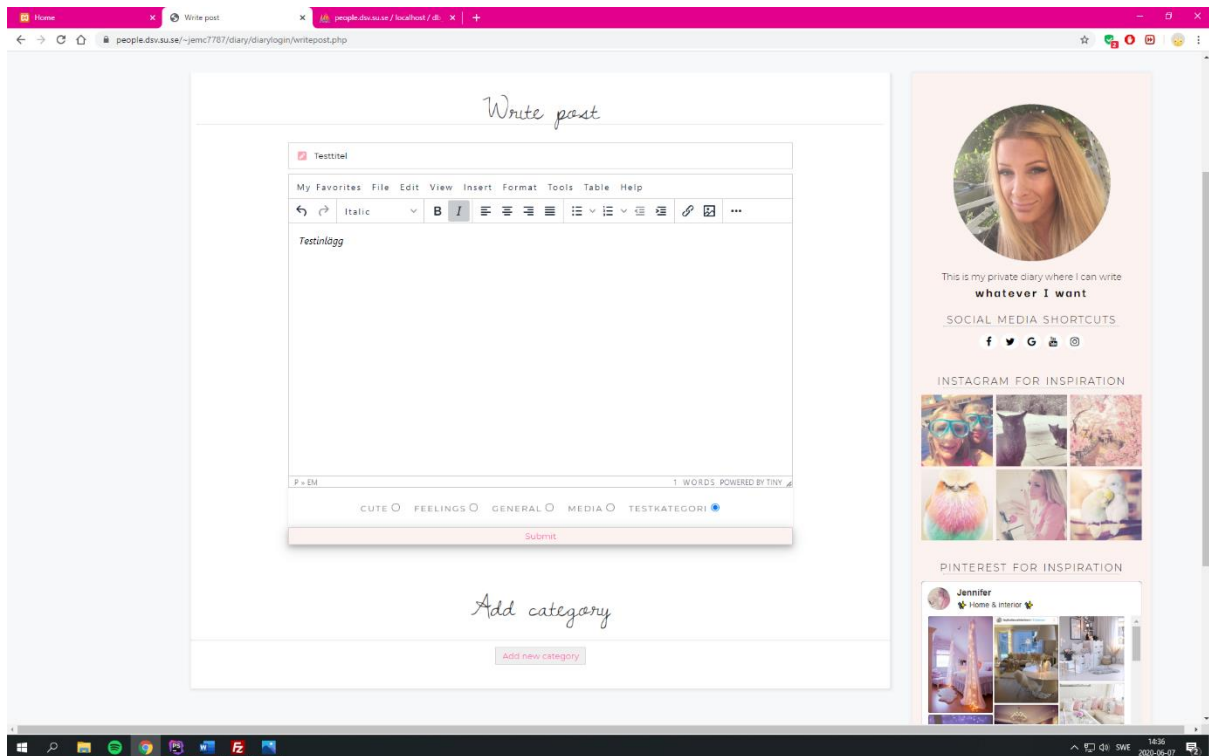 Home
Write post
people.dsv.su.se / localhost / db
people.dsv.su.se/~jemc7787/diary/diarylogin/writepost.php
Write post
Testtitel
My Favorites File Edit View Insert Format Tools Table Help
Italic B I
Testinlägg
P » EM 1 WORDS POWERED BY TINY
CUTE FEELINGS GENERAL MEDIA TESTKATEGORI
Submit
Add category
Add new category
This is my private diary where I can write
whatever I want
SOCIAL MEDIA SHORTCUTS
INSTAGRAM FOR INSPIRATION
PINTEREST FOR INSPIRATION
Jennifer
Home & interior
SWE
14:36
2020-06-07